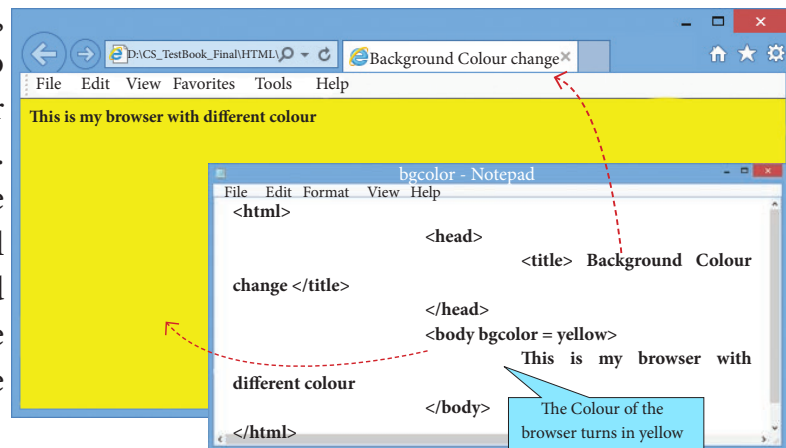 D:\CS_TestBook_Final\HTML\
Background Colour change
File Edit View Favorites Tools Help
This is my browser with different colour
bgcolor - Notepad
File Edit Format View Help
<html>
<head>
<title> Background Colour
change </title>
</head>
<body bgcolor = yellow>
This is my browser with
different colour
</body>
</html>
The Colour of the
browser turns in yellow